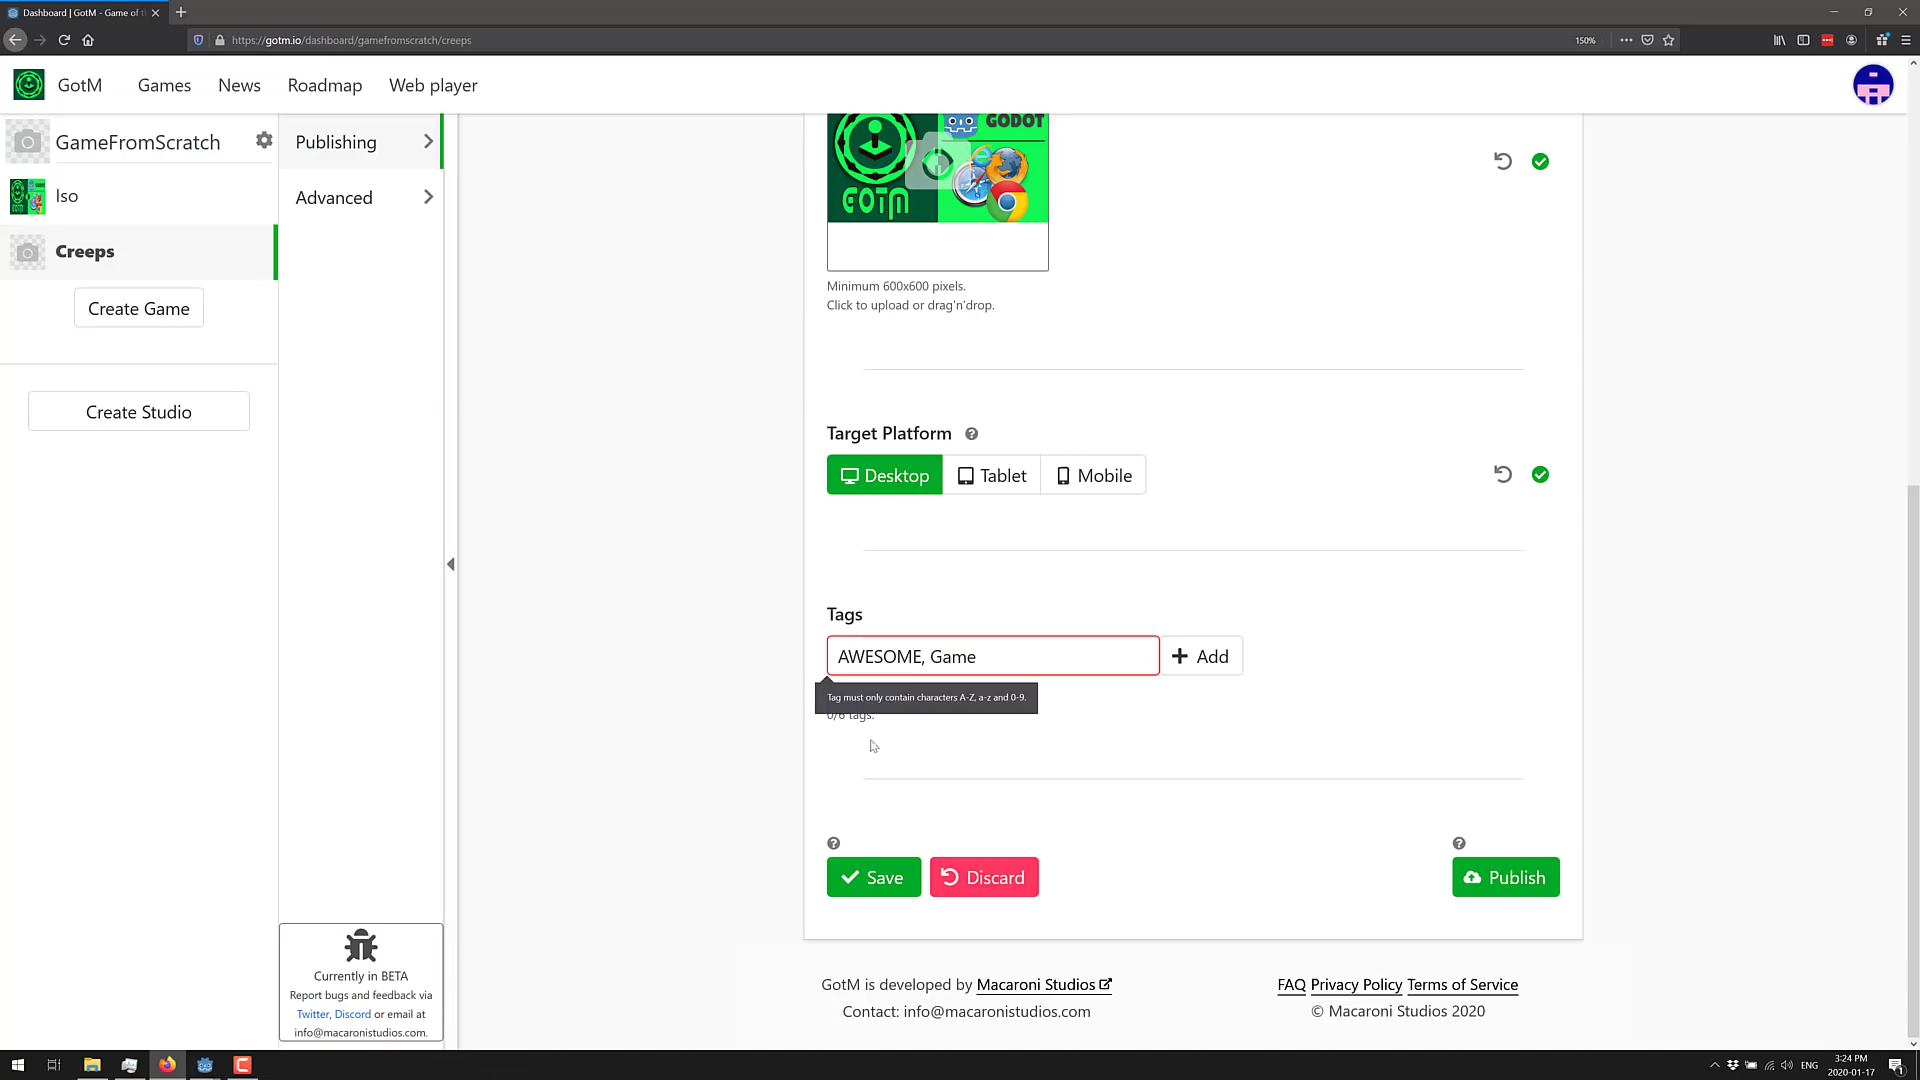 Dashboard | GotM - Game of t
https://gotm.io/dashboard/gamefromscratch/creeps
150%
GotM
Games
News
Roadmap
Web player
GameFromScratch
Iso
Creeps
Create Game
Create Studio
Publishing
Advanced
GOTM
GODOT
Minimum 600x600 pixels.
Click to upload or drag'n'drop.
Target Platform
Desktop
Tablet
Mobile
Tags
AWESOME, Game
Add
Tag must only contain characters A-Z, a-z and 0-9.
0/6 tags.
Save
Discard
Publish
Currently in BETA
Report bugs and feedback via
Twitter, Discord or email at
info@macaronistudios.com.
GotM is developed by Macaroni Studios
Contact: info@macaronistudios.com
FAQ Privacy Policy Terms of Service
© Macaroni Studios 2020
ENG
3:24 PM
2020-01-17